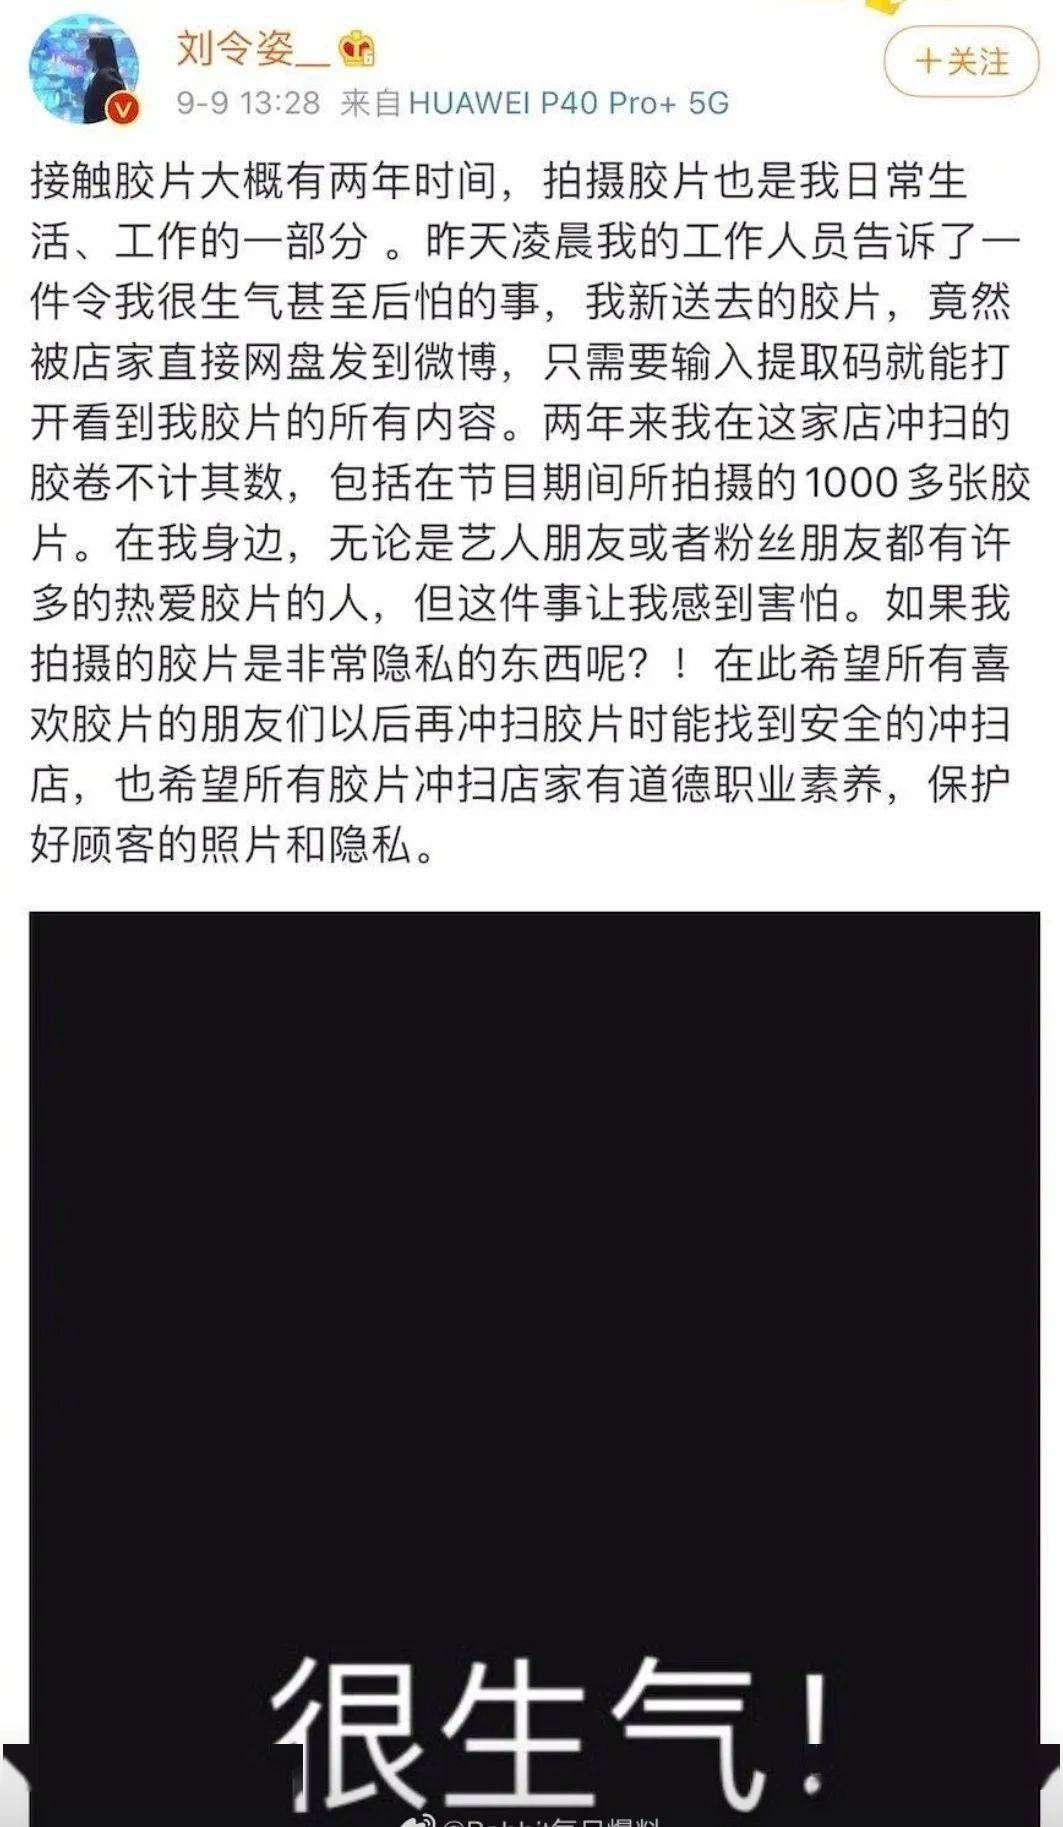 刘令姿__
+关注
9-9 13:28 来自HUAWEI P40 Pro+ 5G
接触胶片大概有两年时间，拍摄胶片也是我日常生
活、工作的一部分 。昨天凌晨我的工作人员告诉了一
件令我很生气甚至后怕的事，我新送去的胶片，竟然
被店家直接网盘发到微博，只需要输入提取码就能打
开看到我胶片的所有内容。两年来我在这家店冲扫的
胶卷不计其数，包括在节目期间所拍摄的1000多张胶
片。在我身边，无论是艺人朋友或者粉丝朋友都有许
多的热爱胶片的人，但这件事让我感到害怕。如果我
拍摄的胶片是非常隐私的东西呢？！在此希望所有喜
欢胶片的朋友们以后再冲扫胶片时能找到安全的冲扫
店，也希望所有胶片冲扫店家有道德职业素养，保护
好顾客的照片和隐私。
很生气！
@Rabbit每日爆料